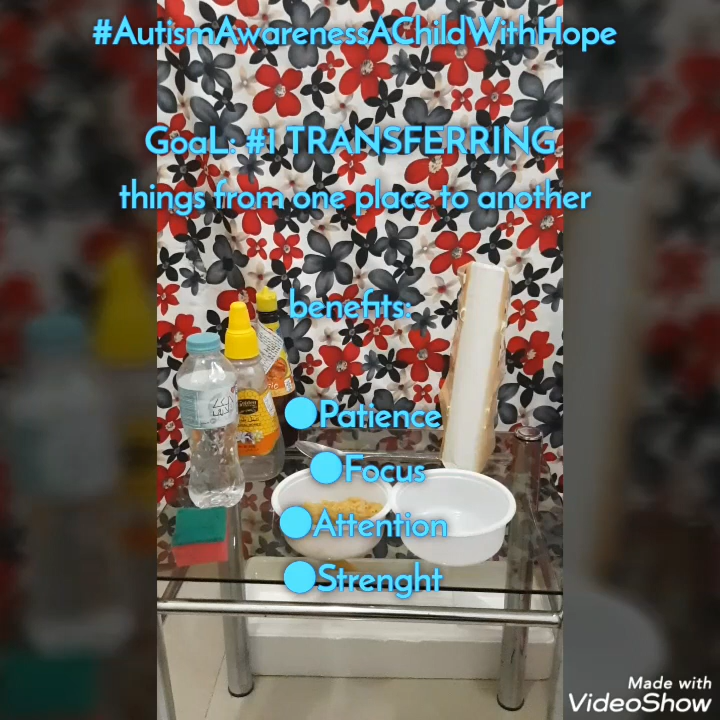 #AutismAwarenessAChildWithHope
GoaL: #1 TRANSFERRING
things from one place to another
benefits:
●Patience
●Focus
●Attention
●Strenght
Made with
VideoShow